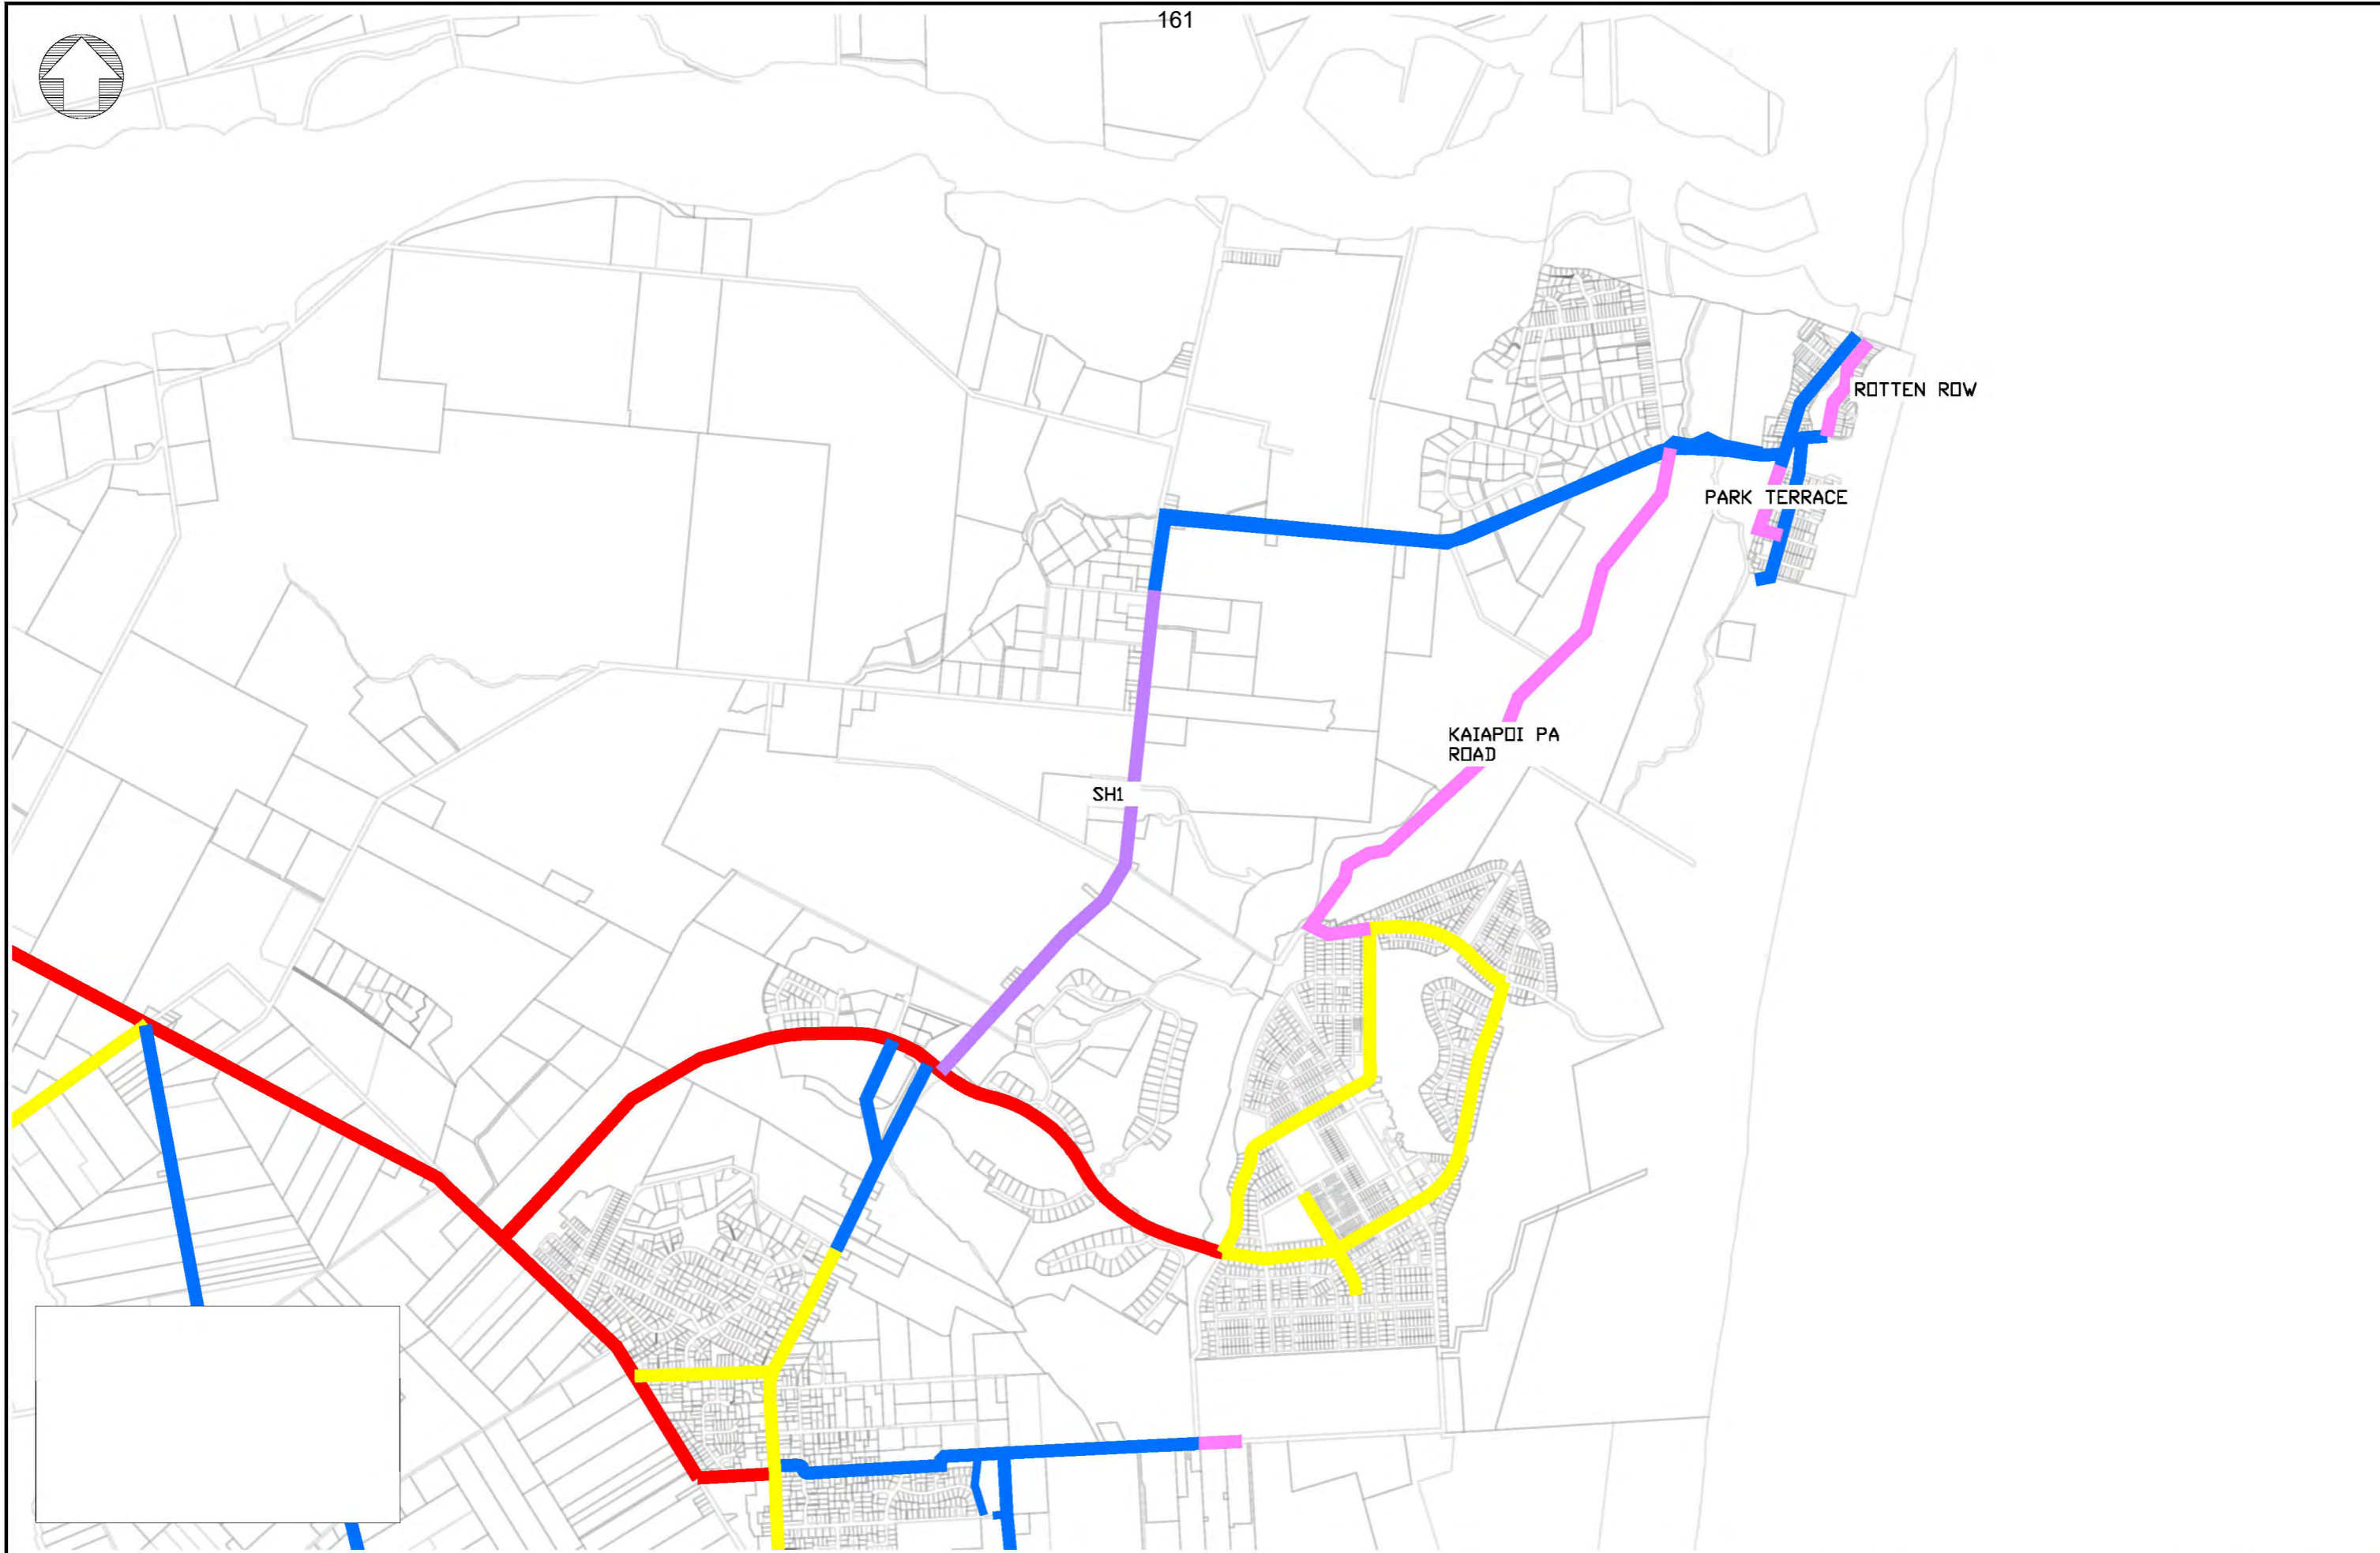 161
ROTTEN ROW
PARK TERRACE
KAIAPOI PA
ROAD
SH1